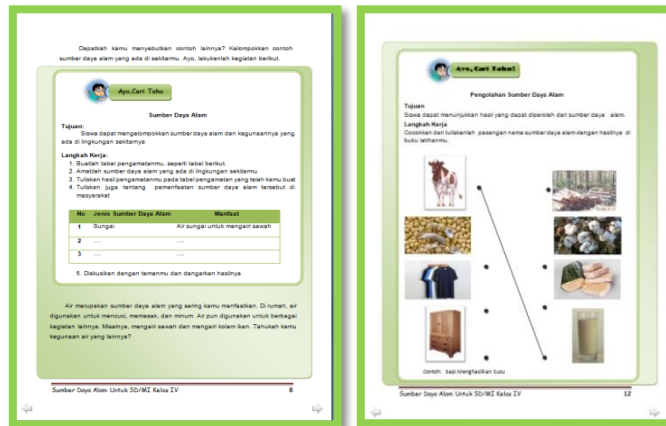 Dapatkah kamu menyebutkan contoh lainnya? Kelompokkan contoh
sumber daya alam yang ada di sekitarmu. Ayo, lakukanlah kegiatan berikut.
Ayo,Cari Tahu
Sumber Daya Alam
Tujuan:
Siswa dapat mengelompokkan sumber daya alam dan kegunaannya yang
ada di lingkungan sekitarnya
Langkah Kerja:
1. Buatlah tabel pengamatanmu, seperti tabel berikut.
2. Amatilah sumber daya alam yang ada di lingkungan sekitarmu
3. Tuliskan hasil pengamatanmu pada tabel pengamatan yang telah kamu buat
4. Tuliskan juga tentang pemanfaatan sumber daya alam tersebut di
masyarakat
No Jenis Sumber Daya Alam Manfaat
1 Sungai Air sungai untuk mengairi sawah
2 .... ....
3 .... ....
5. Diskusikan dengan temanmu dan dengarkan hasilnya
Air merupakan sumber daya alam yang sering kamu manfaatkan. Di rumah, air
digunakan untuk mencuci, memasak, dan minum. Air pun digunakan untuk berbagai
kegiatan lainnya. Misalnya, mengairi sawah dan mengairi kolam ikan. Tahukah kamu
kegunaan air yang lainnya?
Sumber Daya Alam Untuk SD/MI Kelas IV 8
Ayo, Cari Tahu!
Pengolahan Sumber Daya Alam
Tujuan
Siswa dapat menunjukkan hasil yang dapat diperoleh dari sumber daya alam.
Langkah Kerja
Cocokkan dan tuliskanlah pasangan nama sumber daya alam dengan hasilnya di
buku latihanmu.
Contoh: Sapi Menghasilkan Susu
Sumber Daya Alam Untuk SD/MI Kelas IV 12